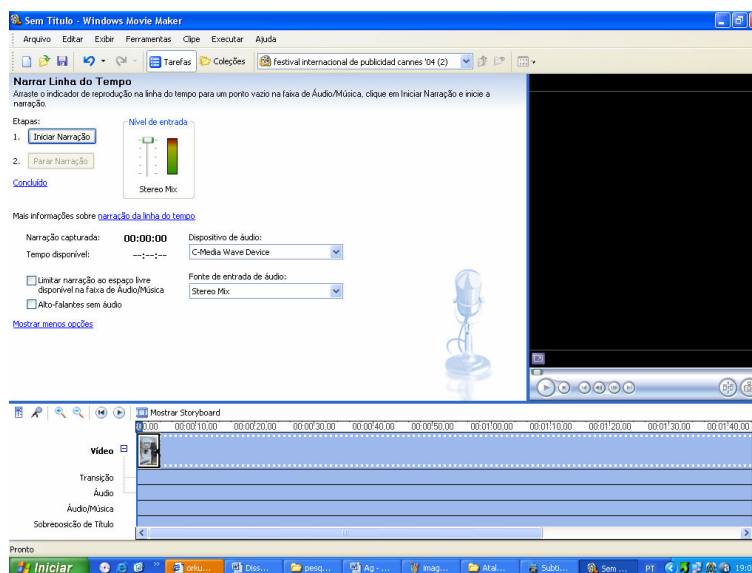 Sem Título - Windows Movie Maker
Arquivo Editar Exibir Ferramentas Clipe Executar Ajuda
Tarefas Coleções festival internacional de publicidad cannes '04 (2)
Narrar Linha do Tempo
Arraste o indicador de reprodução na linha do tempo para um ponto vazio na faixa de Áudio/Música, clique em Iniciar Narração e inicie a
narração.
Etapas:
Nível de entrada
1. Iniciar Narração
2. Parar Narração
Concluído
Stereo Mix
Mais informações sobre narração da linha do tempo
Narração capturada: 00:00:00
Dispositivo de áudio:
Tempo disponível: --:--:--
C-Media Wave Device
Limitar narração ao espaço livre
disponível na faixa de Áudio/Música
Fonte de entrada de áudio:
Stereo Mix
Alto-falantes sem áudio
Mostrar menos opções
Mostrar Storyboard
0,00 00:00'10,00 00:00'20,00 00:00'30,00 00:00'40,00 00:00'50,00 00:01'00,00 00:01'10,00 00:01'20,00 00:01'30,00 00:01'40,00
Vídeo
Transição
Áudio
Áudio/Música
Sobreposição de Título
Pronto
Iniciar orku... Diss... pesq... Ag - ... imag... Atal... Subti... Sem ... PT 19:0